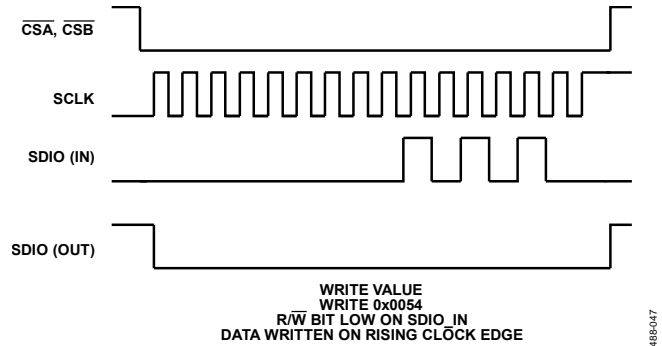 CSA, CSB
SCLK
SDIO (IN)
SDIO (OUT)
WRITE VALUE
WRITE 0x0054
R/W BIT LOW ON SDIO_IN
DATA WRITTEN ON RISING CLOCK EDGE
488-047